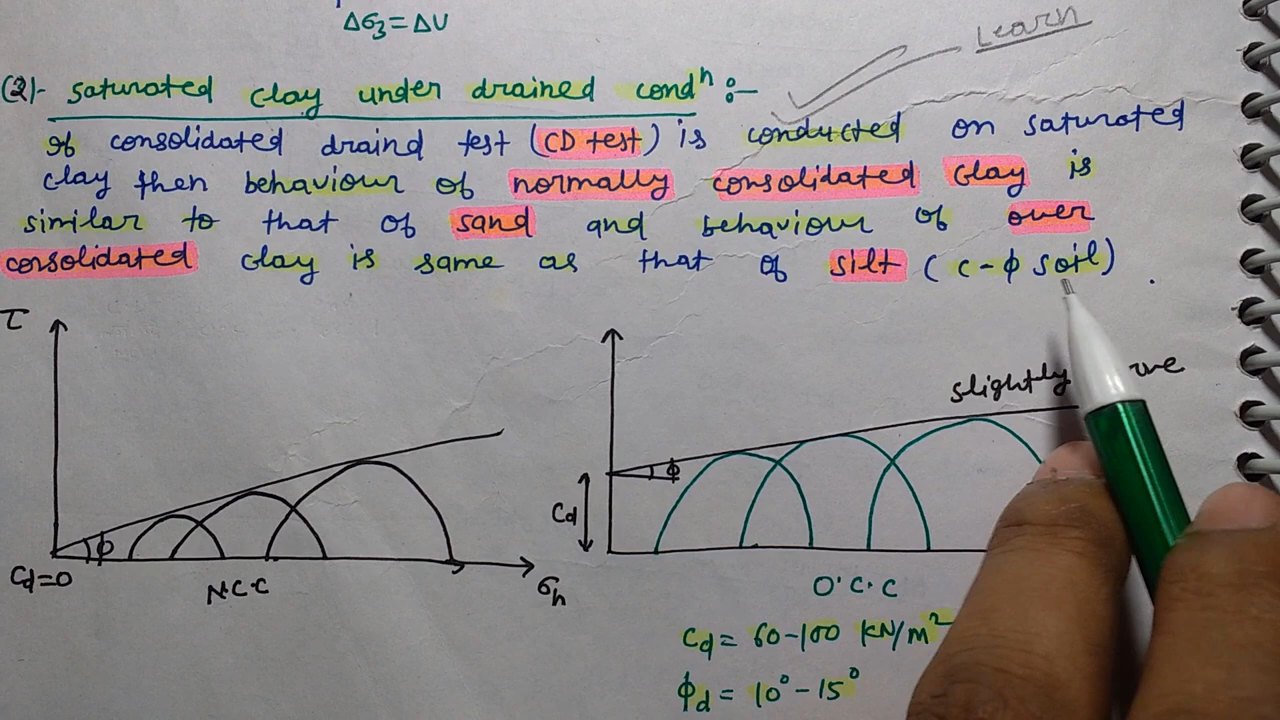 Δσ3 = ΔU
Learn
(2)- saturated clay under drained condn :-
If consolidated draind test (CD test) is conducted on saturated
clay then behaviour of normally consolidated clay is
similar to that of sand and behaviour of over
consolidated clay is same as that of silt (c-ϕ soil) .
τ
slightly
ϕ
ϕ
Cd
Cd=0
N.C.C
σn
O.C.C
Cd = 60-100 KN/m²
ϕd = 10° - 15°